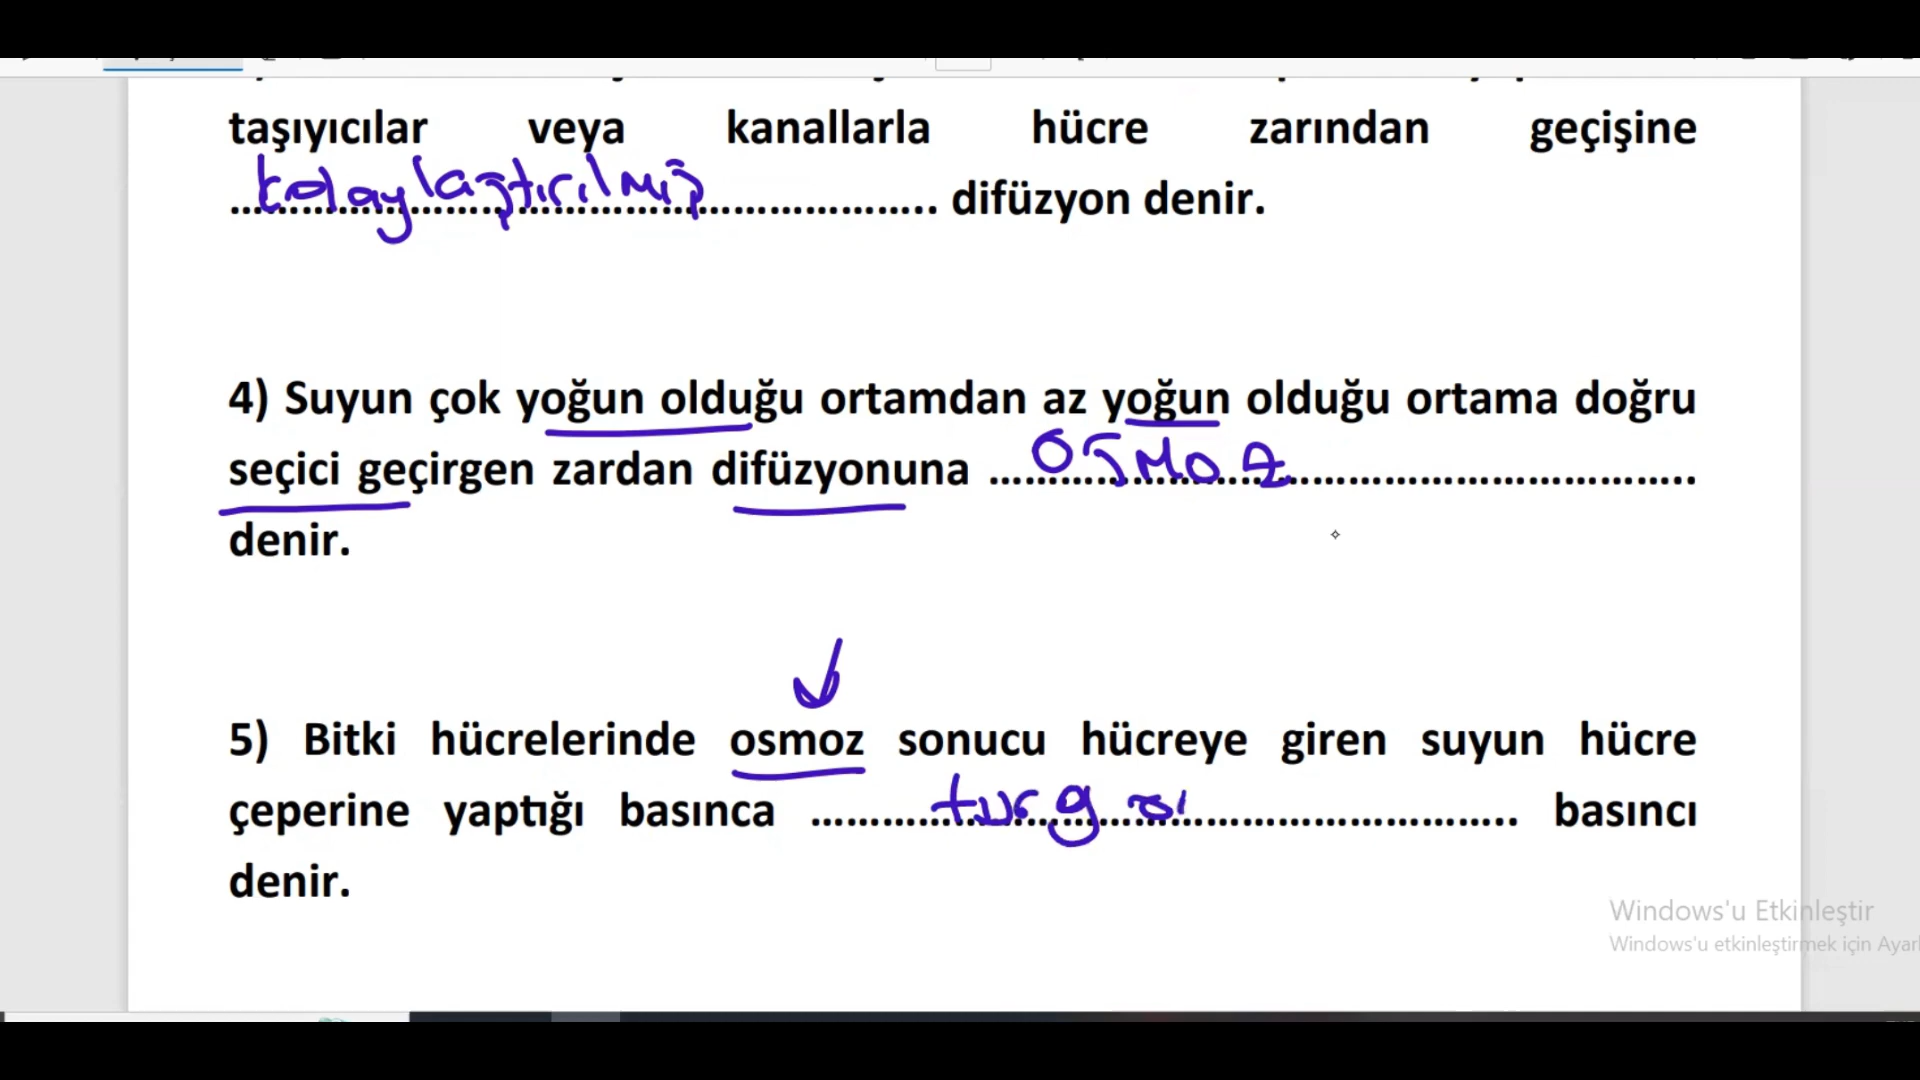 taşıyıcılar veya kanallarla hücre zarından geçişine
kolaylaştırılmış ........................................................... difüzyon denir.
4) Suyun çok yoğun olduğu ortamdan az yoğun olduğu ortama doğru
seçici geçirgen zardan difüzyonuna ........................................................... osmoz
denir.
5) Bitki hücrelerinde osmoz sonucu hücreye giren suyun hücre
çeperine yaptığı basınca ........................................................... turgor basıncı
denir.
Windows'u Etkinleştir
Windows'u etkinleştirmek için Ayarl